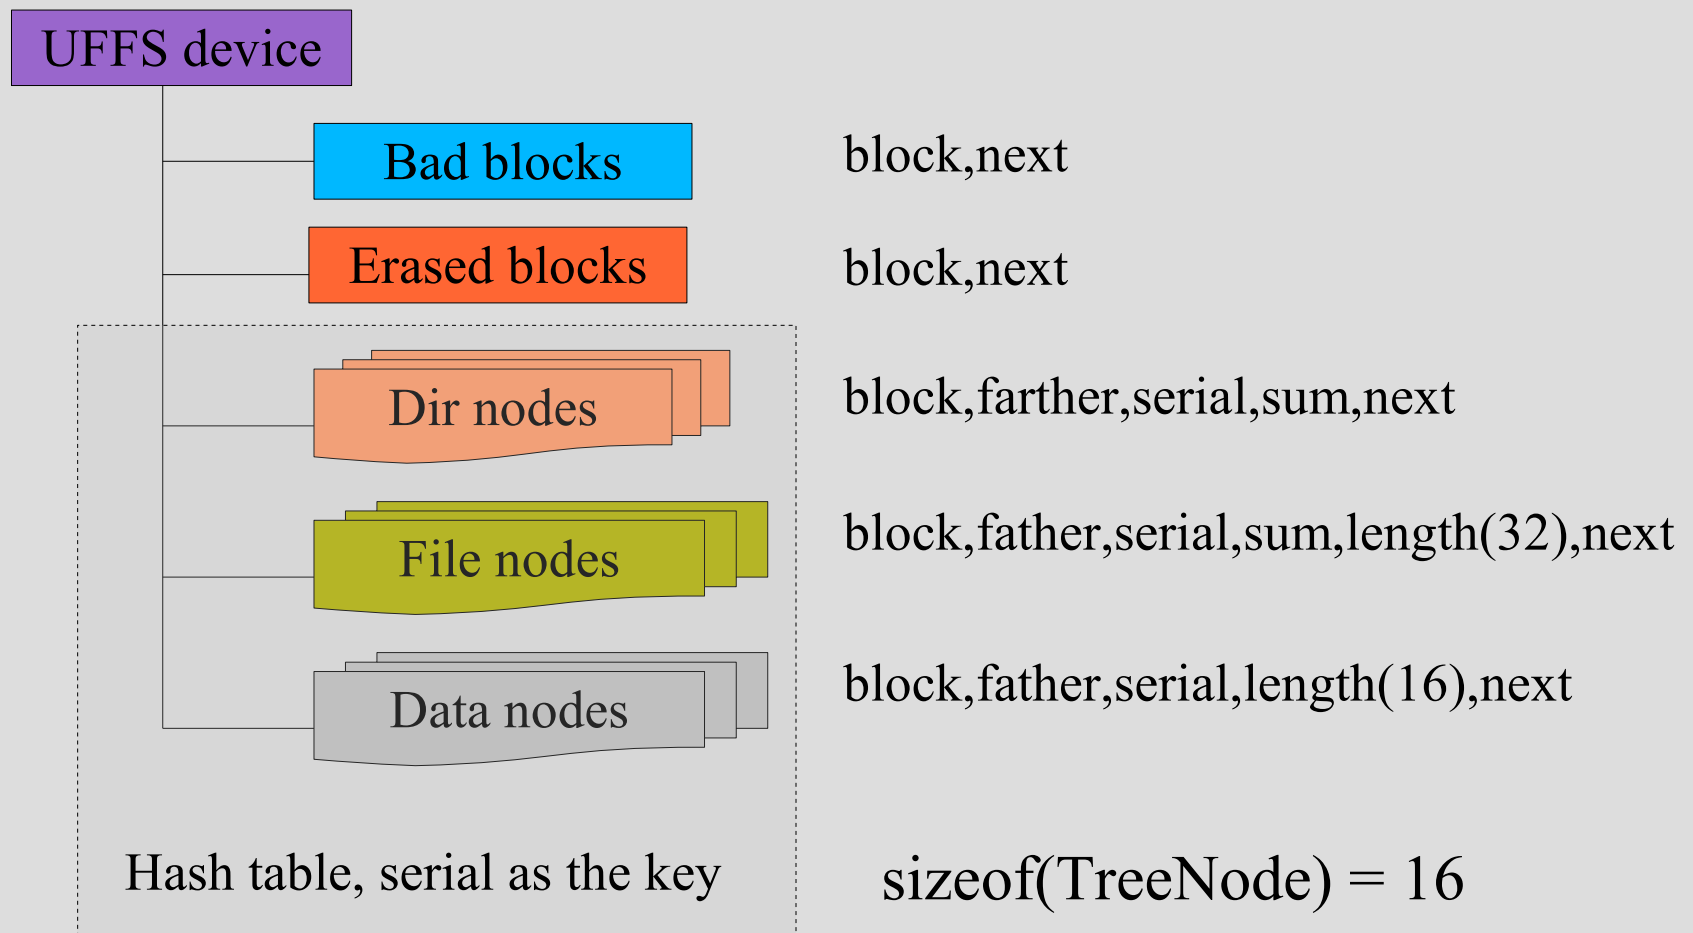 UFFS device
Bad blocks
block,next
Erased blocks
block,next
Dir nodes
block,farther,serial,sum,next
File nodes
block,father,serial,sum,length(32),next
Data nodes
block,father,serial,length(16),next
Hash table, serial as the key
sizeof(TreeNode) = 16